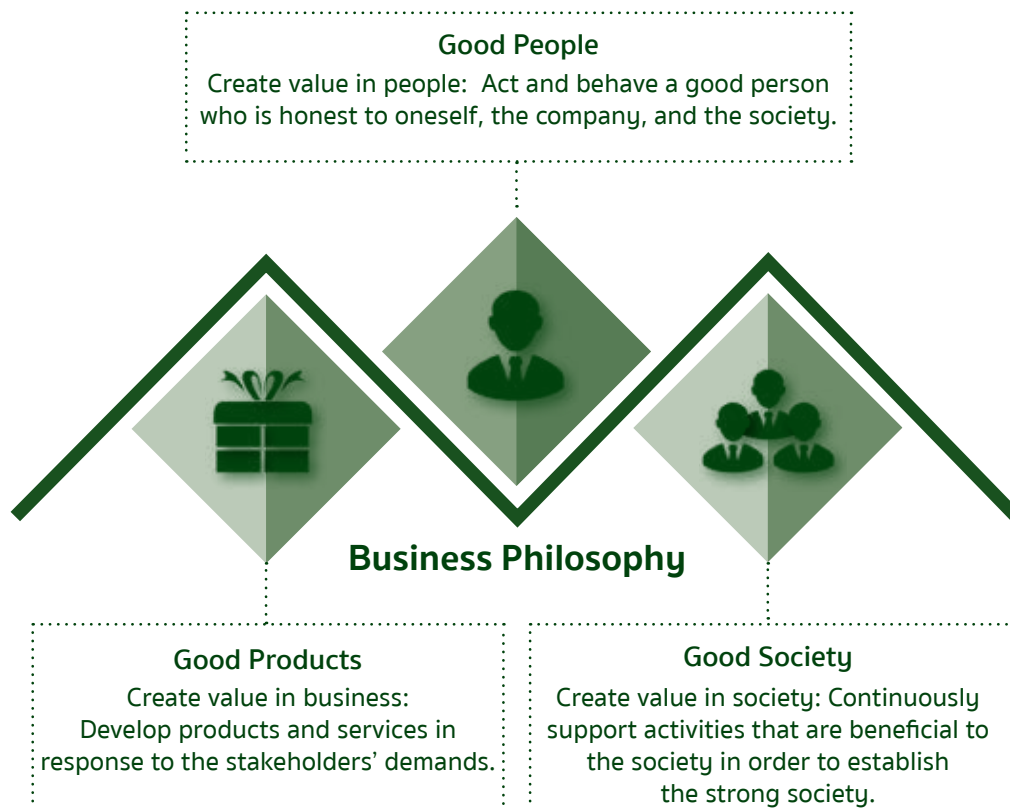 Good People
Create value in people: Act and behave a good person
who is honest to oneself, the company, and the society.
Business Philosophy
Good Products
Create value in business:
Develop products and services in
response to the stakeholders’ demands.
Good Society
Create value in society: Continuously
support activities that are beneficial to
the society in order to establish
the strong society.